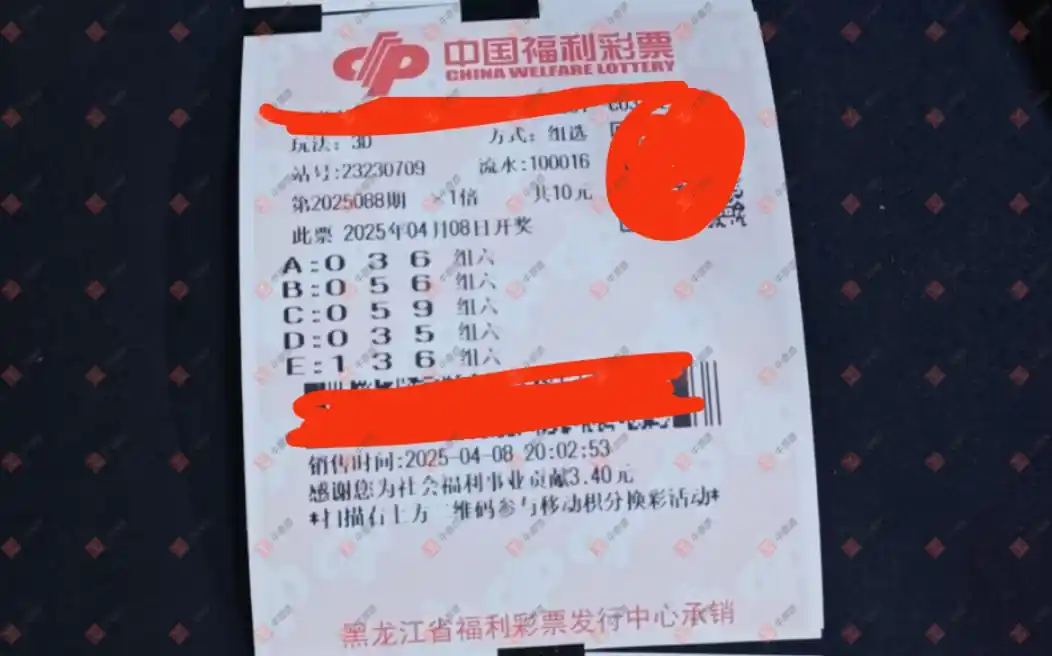 中国福利彩票
CHINA WELFARE LOTTERY
玩法：3D 方式：组选
站号:23230709 流水:100016
第2025088期 ×1倍 共10元
此票 2025年04月08日开奖
A:0 3 6 组六
B:0 5 6 组六
C:0 5 9 组六
D:0 3 5 组六
E:1 3 6 组六
销售时间:2025-04-08 20:02:53
感谢您为社会福利事业贡献3.40元
*扫描右上方二维码参与移动积分换彩活动*
黑龙江省福利彩票发行中心承销